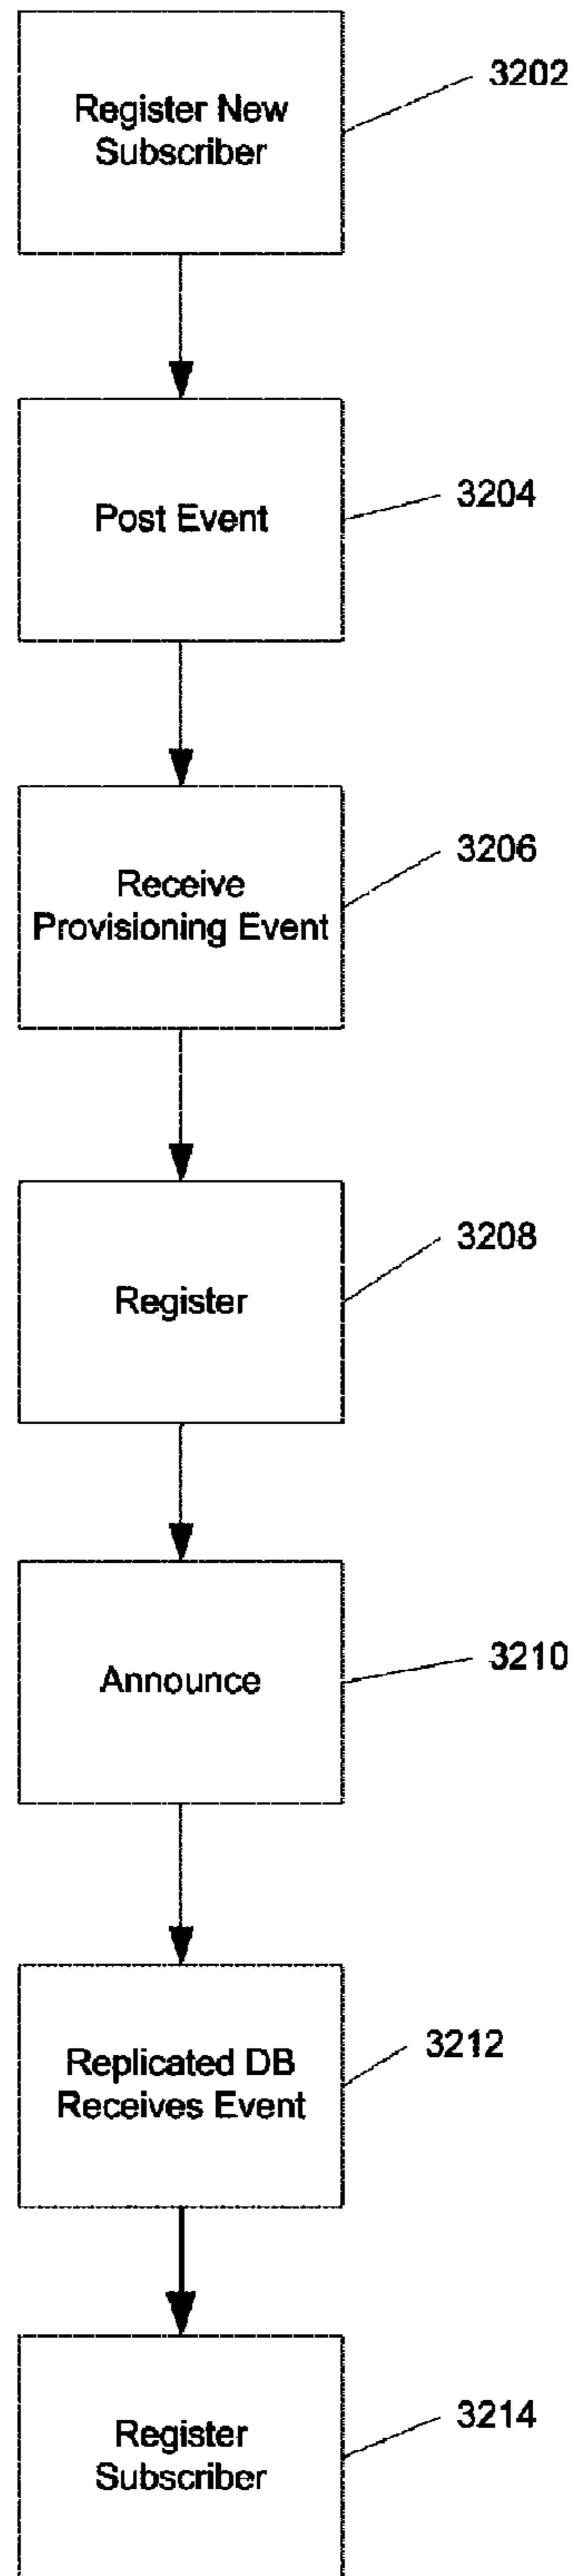 Register New
Subscriber
3202
Post Event
3204
Receive
Provisioning Event
3206
Register
3208
Announce
3210
Replicated DB
Receives Event
3212
Register
Subscriber
3214